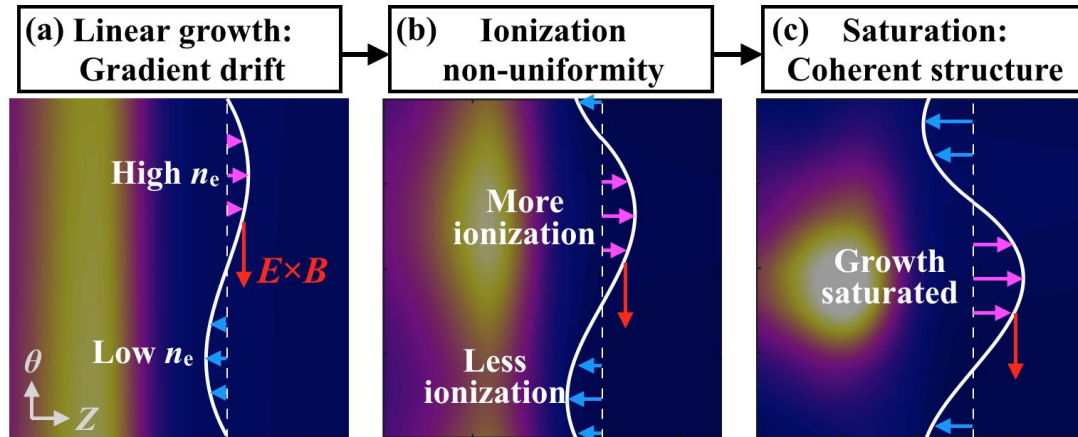 (a) Linear growth:
Gradient drift
(b) Ionization
non-uniformity
(c) Saturation:
Coherent structure
High nₑ
E×B
Low nₑ
θ
Z
More
ionization
Less
ionization
Growth
saturated